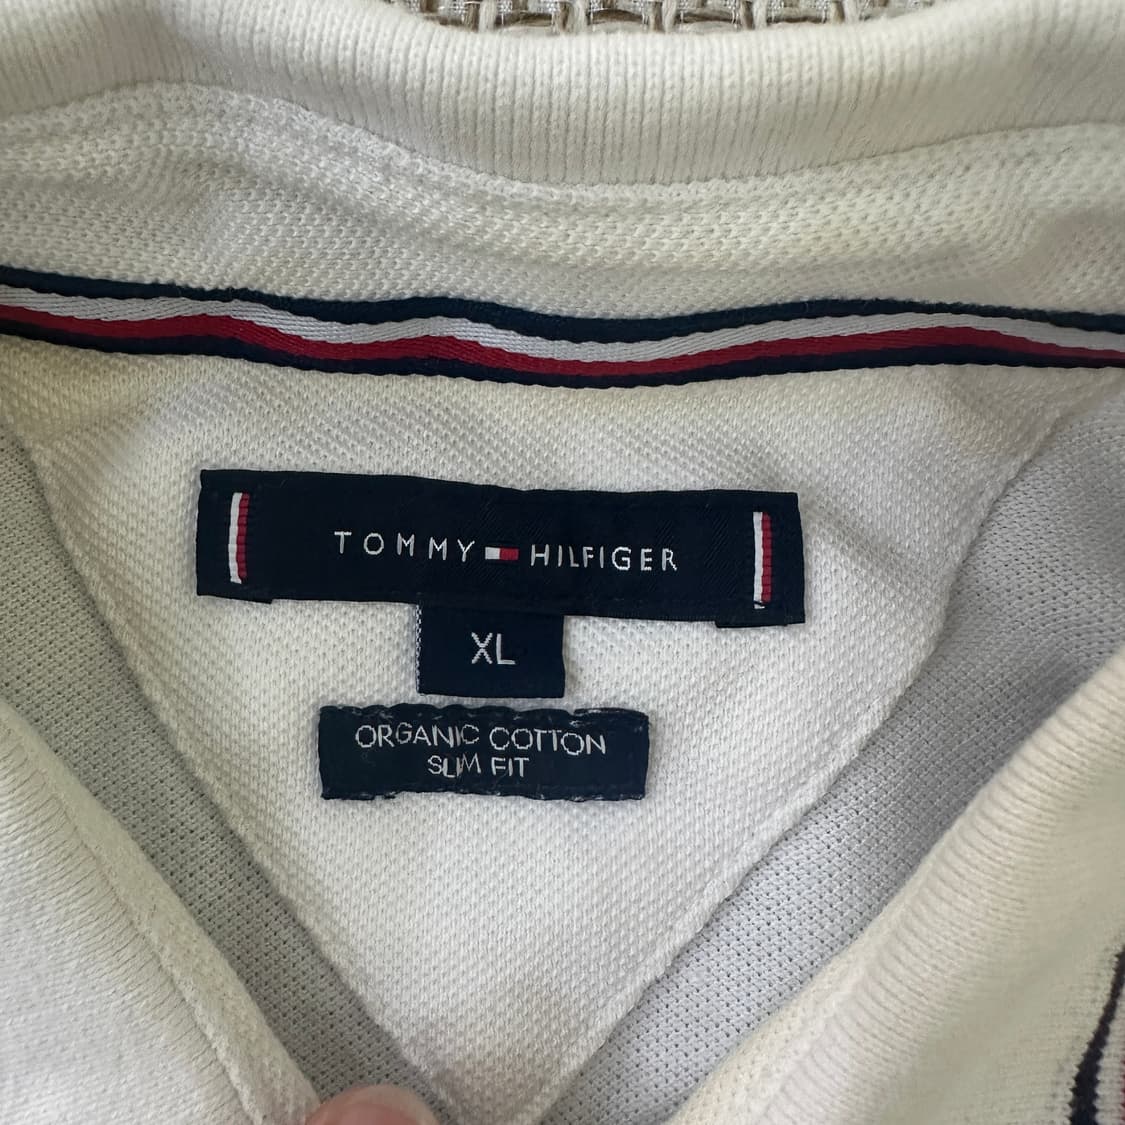 TOMMY HILFIGER
XL
ORGANIC COTTON
SLIM FIT